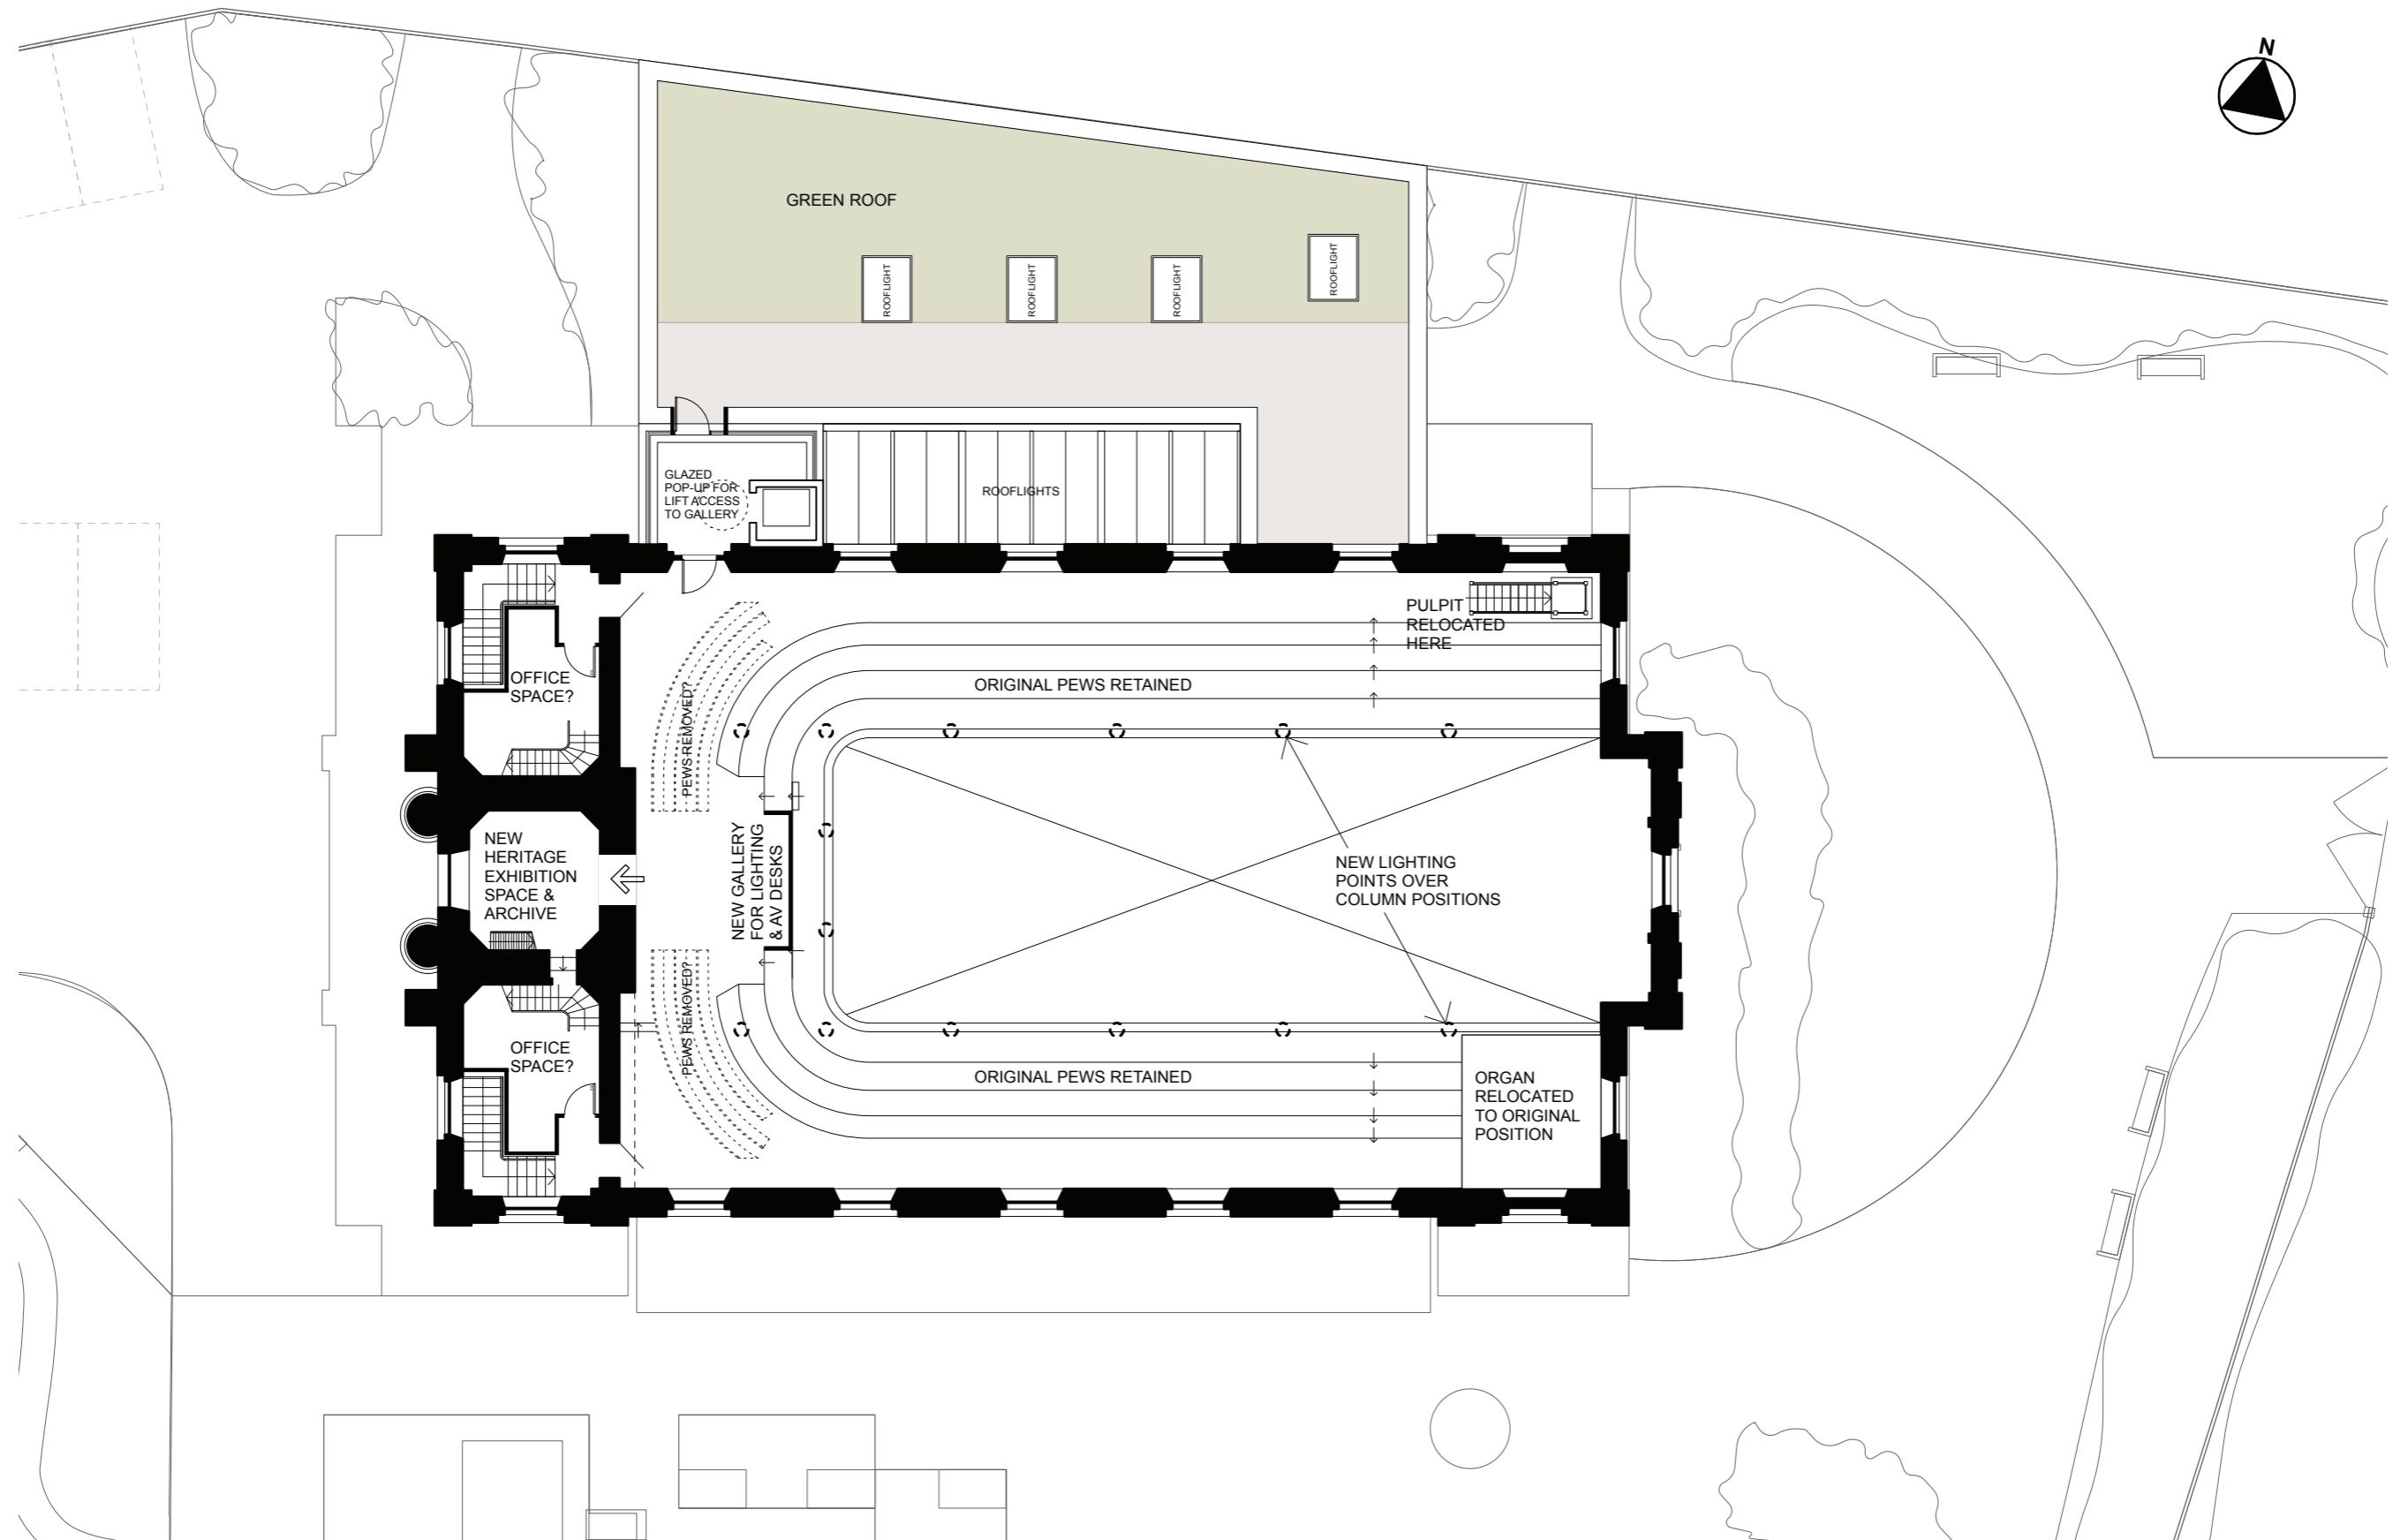 N
GREEN ROOF
ROOFLIGHT
ROOFLIGHT
ROOFLIGHT
ROOFLIGHT
GLAZED
POP-UP FOR
LIFT ACCESS
TO GALLERY
ROOFLIGHTS
PULPIT
RELOCATED
HERE
OFFICE
SPACE?
PEWS REMOVED?
ORIGINAL PEWS RETAINED
NEW
HERITAGE
EXHIBITION
SPACE &
ARCHIVE
NEW GALLERY
FOR LIGHTING
& AV DESKS
NEW LIGHTING
POINTS OVER
COLUMN POSITIONS
OFFICE
SPACE?
PEWS REMOVED?
ORIGINAL PEWS RETAINED
ORGAN
RELOCATED
TO ORIGINAL
POSITION